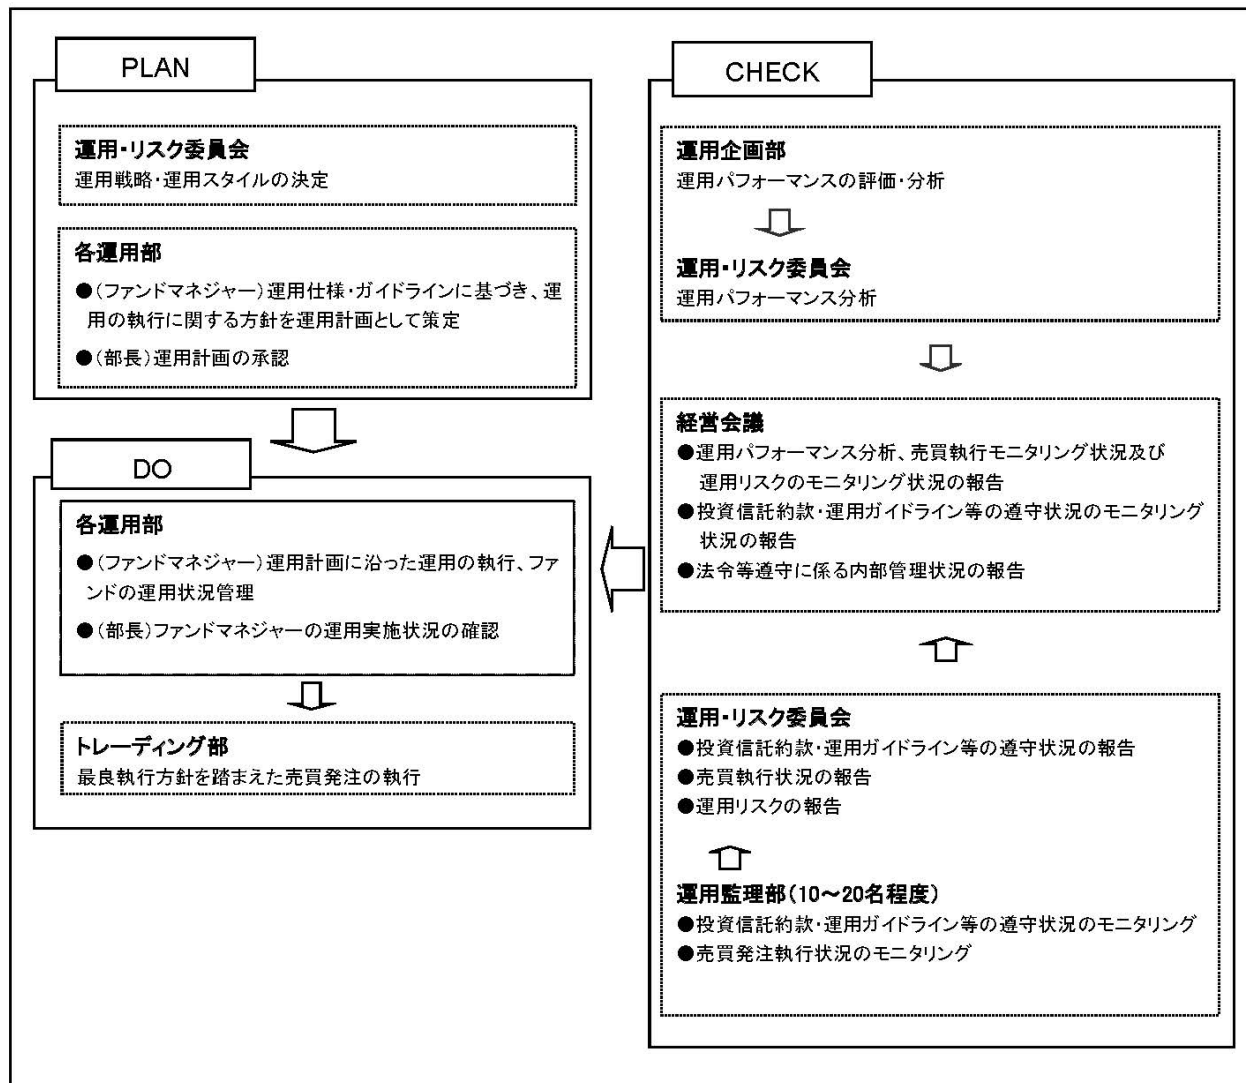 PLAN
運用・リスク委員会
運用戦略・運用スタイルの決定
各運用部
●(ファンドマネジャー)運用仕様・ガイドラインに基づき、運
用の執行に関する方針を運用計画として策定
●(部長)運用計画の承認
DO
各運用部
●(ファンドマネジャー)運用計画に沿った運用の執行、ファ
ンドの運用状況管理
●(部長)ファンドマネジャーの運用実施状況の確認
トレーディング部
最良執行方針を踏まえた売買発注の執行
CHECK
運用企画部
運用パフォーマンスの評価・分析
運用・リスク委員会
運用パフォーマンス分析
経営会議
●運用パフォーマンス分析、売買執行モニタリング状況及び
運用リスクのモニタリング状況の報告
●投資信託約款・運用ガイドライン等の遵守状況のモニタリング
状況の報告
●法令等遵守に係る内部管理状況の報告
運用・リスク委員会
●投資信託約款・運用ガイドライン等の遵守状況の報告
●売買執行状況の報告
●運用リスクの報告
運用監理部(10~20名程度)
●投資信託約款・運用ガイドライン等の遵守状況のモニタリング
●売買発注執行状況のモニタリング